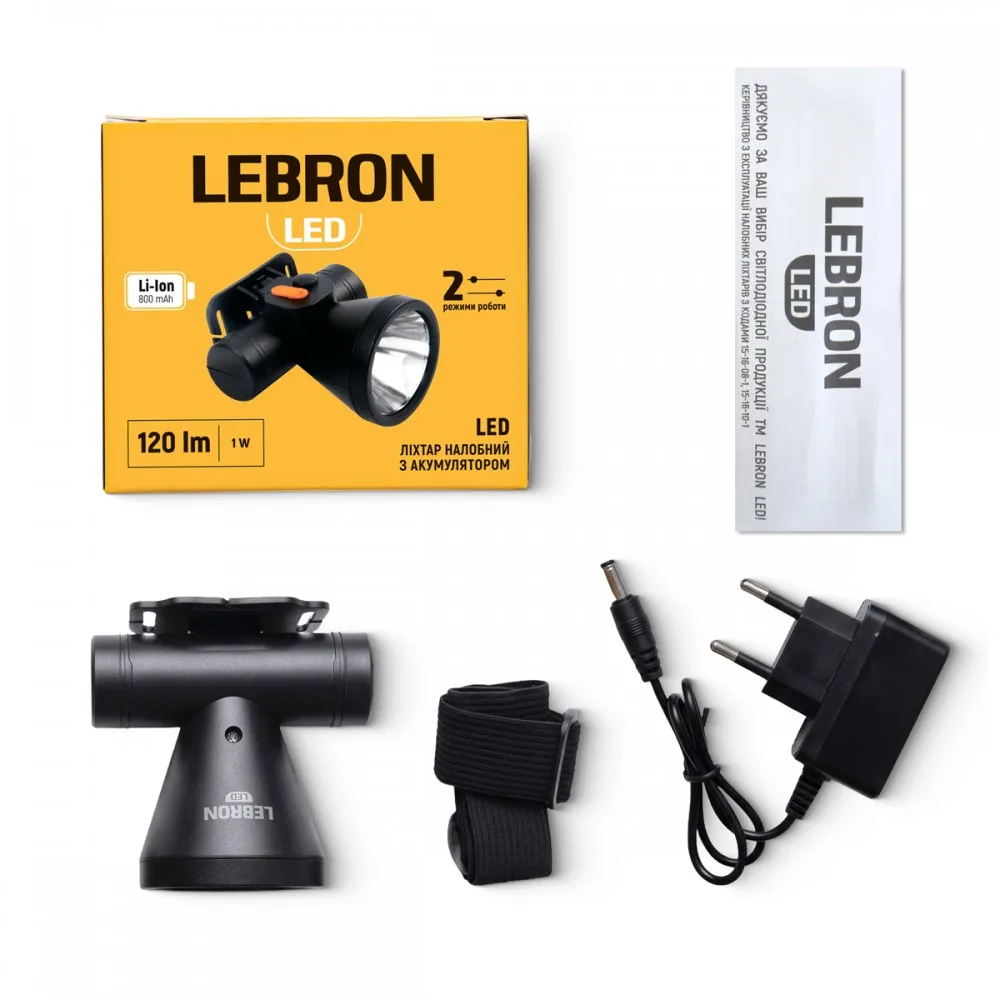 LEBRON
LED
Li-Ion
800 mAh
2
режими роботи
120 lm
1 W
LED
ЛІХТАР НАЛОБНИЙ
З АКУМУЛЯТОРОМ
ДЯКУЄМО ЗА ВАШ ВИБІР СВІТЛОДІОДНОЇ ПРОДУКЦІЇ ТМ LEBRON LED!
КЕРІВНИЦТВО З ЕКСПЛУАТАЦІЇ НАЛОБНИХ ЛІХТАРІВ З КОДАМИ 15-16-08-1, 15-16-10-1
LEBRON
LED
LEBRON
LED